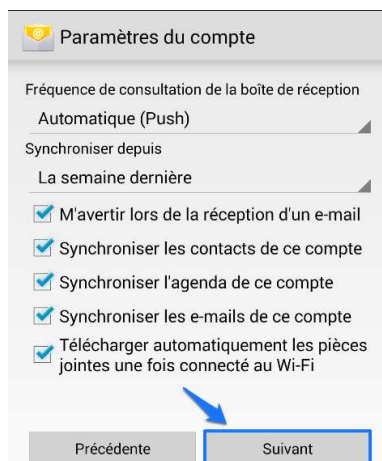 Paramètres du compte
Fréquence de consultation de la boîte de réception
Automatique (Push)
Synchroniser depuis
La semaine dernière
M'avertir lors de la réception d'un e-mail
Synchroniser les contacts de ce compte
Synchroniser l'agenda de ce compte
Synchroniser les e-mails de ce compte
Télécharger automatiquement les pièces
jointes une fois connecté au Wi-Fi
Précédente Suivant